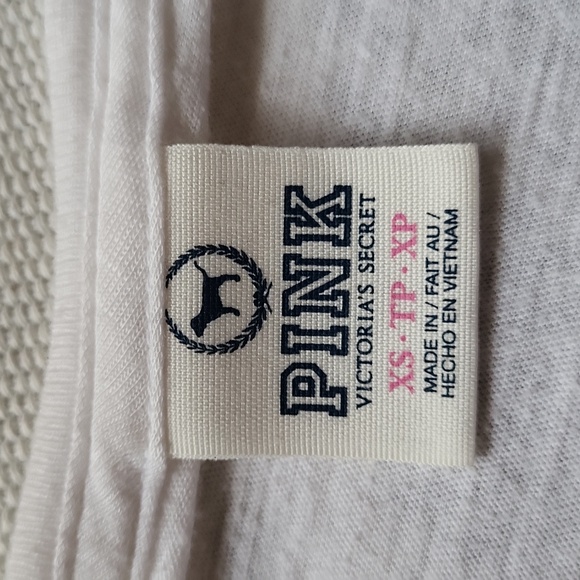 PINK
VICTORIA'S SECRET
XS · TP · XP
MADE IN / FAIT AU /
HECHO EN VIETNAM